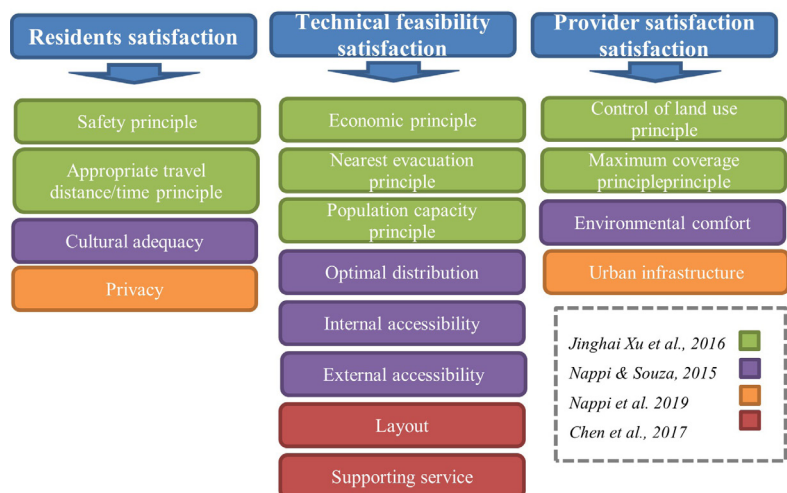 Residents satisfaction
Technical feasibility
satisfaction
Provider satisfaction
satisfaction
Safety principle
Appropriate travel
distance/time principle
Cultural adequacy
Privacy
Economic principle
Nearest evacuation
principle
Population capacity
principle
Optimal distribution
Internal accessibility
External accessibility
Layout
Supporting service
Control of land use
principle
Maximum coverage
principleprinciple
Environmental comfort
Urban infrastructure
Jinghai Xu et al., 2016
Nappi & Souza, 2015
Nappi et al. 2019
Chen et al., 2017